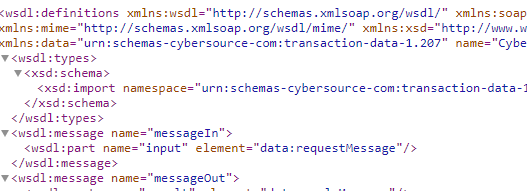 <wsdl:definitions xmlns:wsdl="http://schemas.xmlsoap.org/wsdl/" xmlns:soap
xmlns:mime="http://schemas.xmlsoap.org/wsdl/mime/" xmlns:xsd="http://www.w
xmlns:data="urn:schemas-cybersource-com:transaction-data-1.207" name="Cybe
<wsdl:types>
<xsd:schema>
<xsd:import namespace="urn:schemas-cybersource-com:transaction-data-1
</xsd:schema>
</wsdl:types>
<wsdl:message name="messageIn">
<wsdl:part name="input" element="data:requestMessage"/>
</wsdl:message>
<wsdl:message name="messageOut">